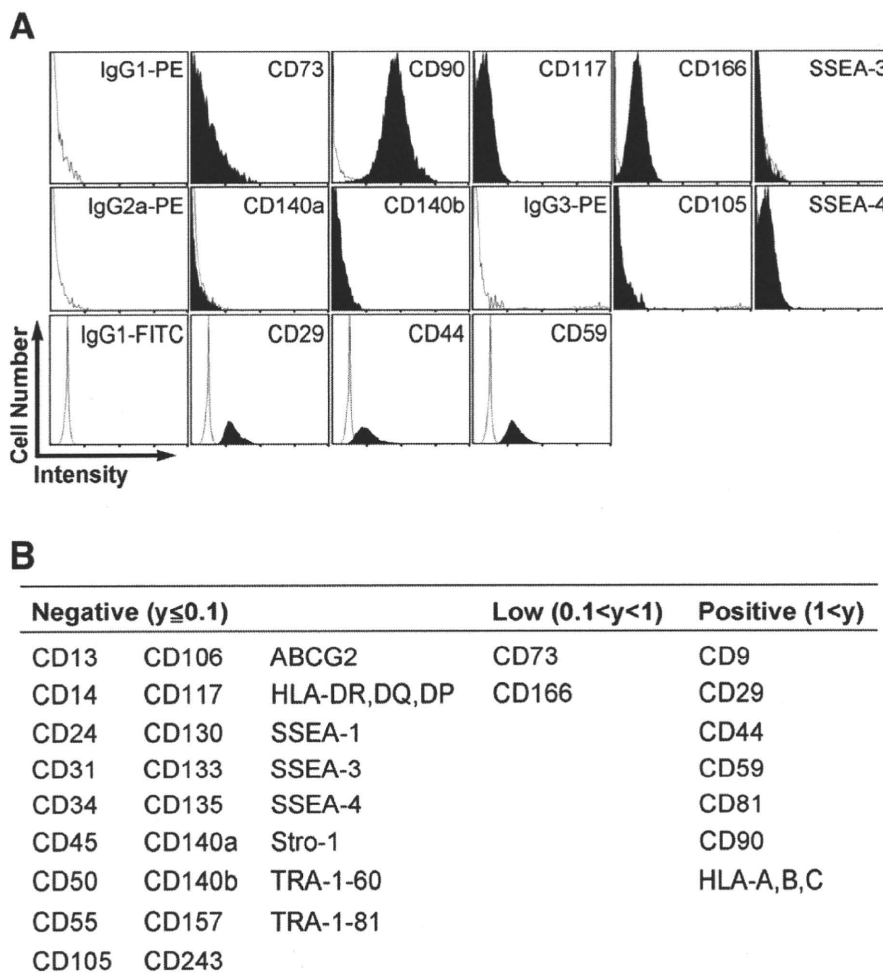 A
IgG1-PE CD73 CD90 CD117 CD166 SSEA-3
IgG2a-PE CD140a CD140b IgG3-PE CD105 SSEA-4
IgG1-FITC CD29 CD44 CD59
Cell Number
Intensity
B
Negative (y≦0.1) Low (0.1<y<1) Positive (1<y)
CD13 CD106 ABCG2 CD73 CD9
CD14 CD117 HLA-DR,DQ,DP CD166 CD29
CD24 CD130 SSEA-1 CD44
CD31 CD133 SSEA-3 CD59
CD34 CD135 SSEA-4 CD81
CD45 CD140a Stro-1 CD90
CD50 CD140b TRA-1-60 HLA-A,B,C
CD55 CD157 TRA-1-81
CD105 CD243